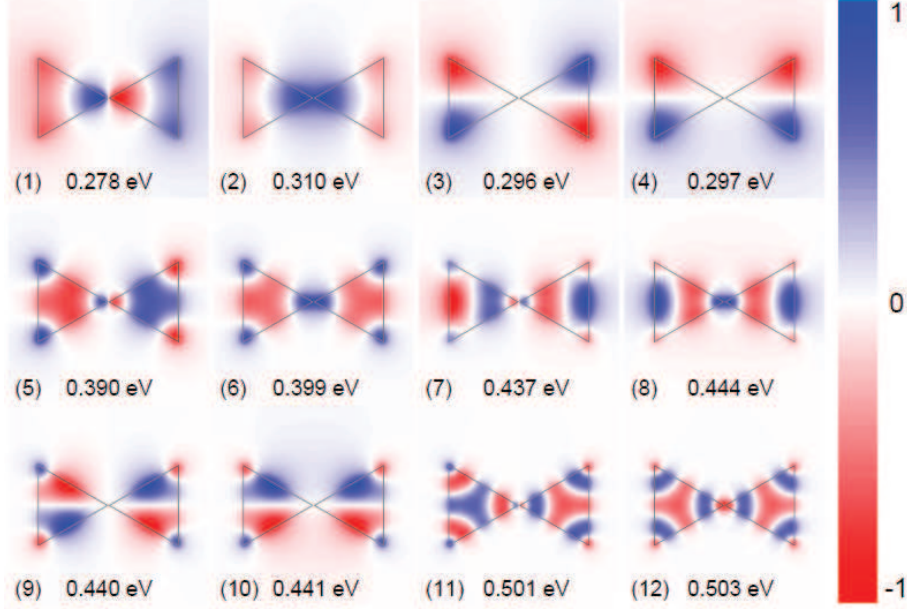 1
(1) 0.278 eV (2) 0.310 eV (3) 0.296 eV (4) 0.297 eV
0
(5) 0.390 eV (6) 0.399 eV (7) 0.437 eV (8) 0.444 eV
(9) 0.440 eV (10) 0.441 eV (11) 0.501 eV (12) 0.503 eV
-1